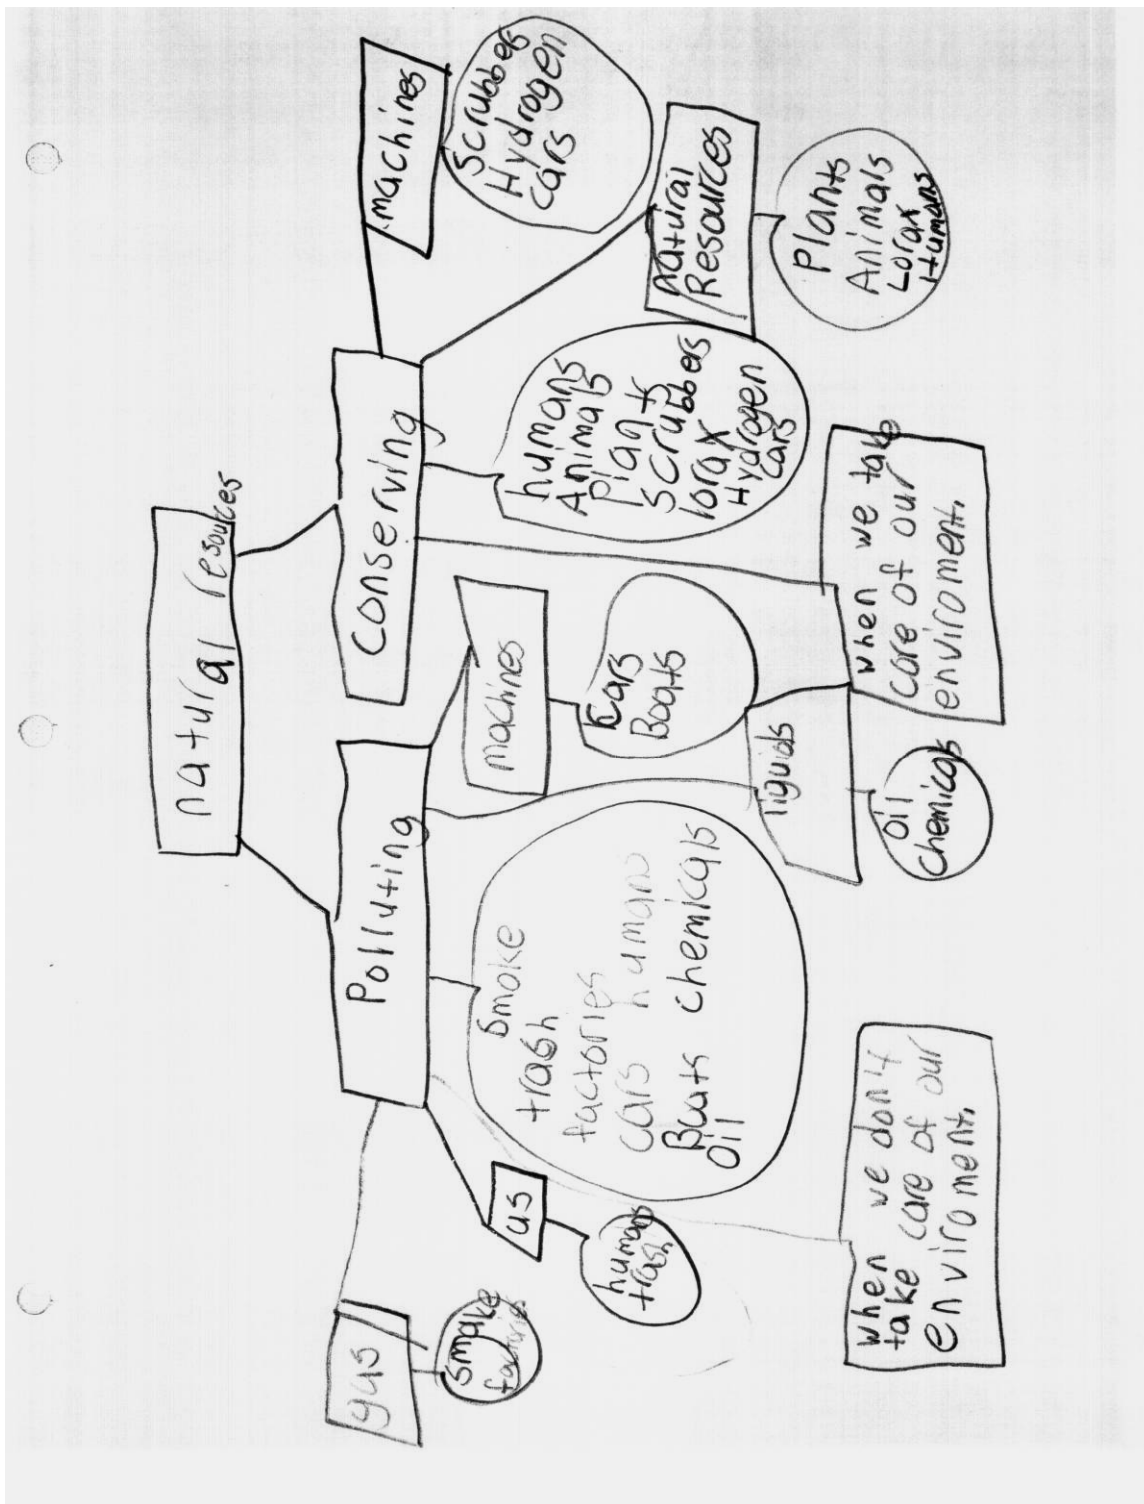 natural resources
Polluting
Conserving
gas
smoke
factories
us
humans
trash
smoke
trash
factories
cars humans
Boats chemicals
oil
machines
Cars
Boats
liquids
oil
chemicals
when we don't
take care of our
enviroment.
humans
Animals
Plants
Scrubbers
lorax
Hydrogen
Cars
when we take
care of our
enviroment.
machines
Scrubbes
Hydrogen
Cars
natural
Resources
Plants
Animals
Lorax
Humans